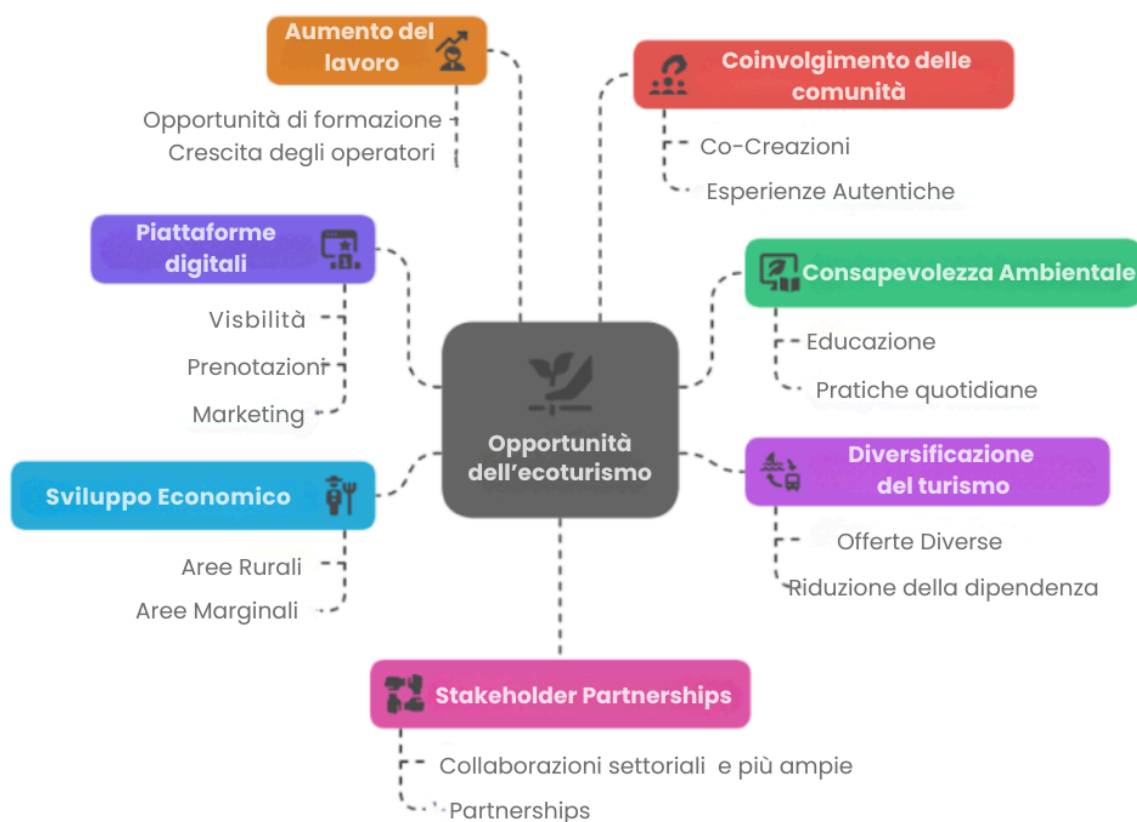 Aumento del
lavoro
Opportunità di formazione
Crescita degli operatori
Coinvolgimento delle
comunità
Co-Creazioni
Esperienze Autentiche
Piattaforme
digitali
Visbilità
Prenotazioni
Marketing
Consapevolezza Ambientale
Educazione
Pratiche quotidiane
Opportunità
dell'ecoturismo
Sviluppo Economico
Aree Rurali
Aree Marginali
Diversificazione
del turismo
Offerte Diverse
Riduzione della dipendenza
Stakeholder Partnerships
Collaborazioni settoriali e più ampie
Partnerships